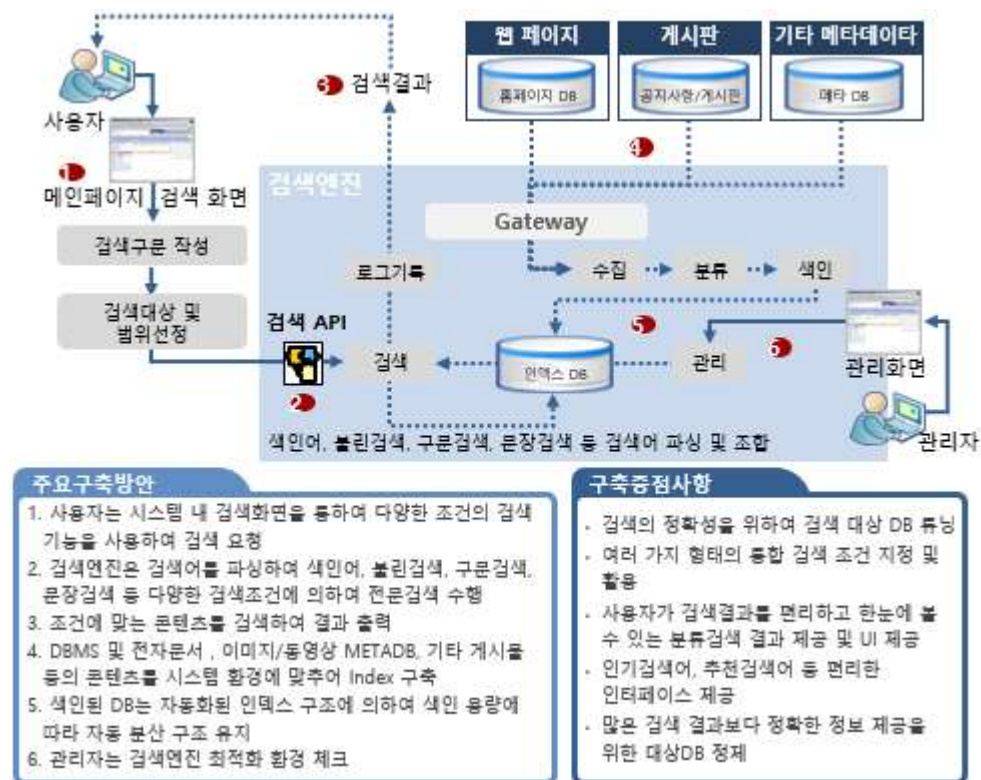 웹 페이지
게시판
기타 메타데이타
홈페이지 DB
공지사항/게시판
메타 DB
3 검색결과
사용자
4
1
메인페이지
검색 화면
검색엔진
Gateway
검색구문 작성
로그기록
수집
분류
색인
검색대상 및
범위선정
검색 API
5
6
검색
인덱스 DB
관리
관리화면
2
관리자
색인어, 불린검색, 구문검색, 문장검색 등 검색어 파싱 및 조합
주요구축방안
1. 사용자는 시스템 내 검색화면을 통하여 다양한 조건의 검색
기능을 사용하여 검색 요청
2. 검색엔진은 검색어를 파싱하여 색인어, 불린검색, 구문검색,
문장검색 등 다양한 검색조건에 의하여 전문검색 수행
3. 조건에 맞는 콘텐츠를 검색하여 결과 출력
4. DBMS 및 전자문서 , 이미지/동영상 METADB, 기타 게시물
등의 콘텐츠를 시스템 환경에 맞추어 Index 구축
5. 색인된 DB는 자동화된 인덱스 구조에 의하여 색인 용량에
따라 자동 분산 구조 유지
6. 관리자는 검색엔진 최적화 환경 체크
구축중점사항
- 검색의 정확성을 위하여 검색 대상 DB 튜닝
- 여러 가지 형태의 통합 검색 조건 지정 및
활용
- 사용자가 검색결과를 편리하고 한눈에 볼
수 있는 분류검색 결과 제공 및 UI 제공
- 인기검색어, 추천검색어 등 편리한
인터페이스 제공
- 많은 검색 결과보다 정확한 정보 제공을
위한 대상DB 정제